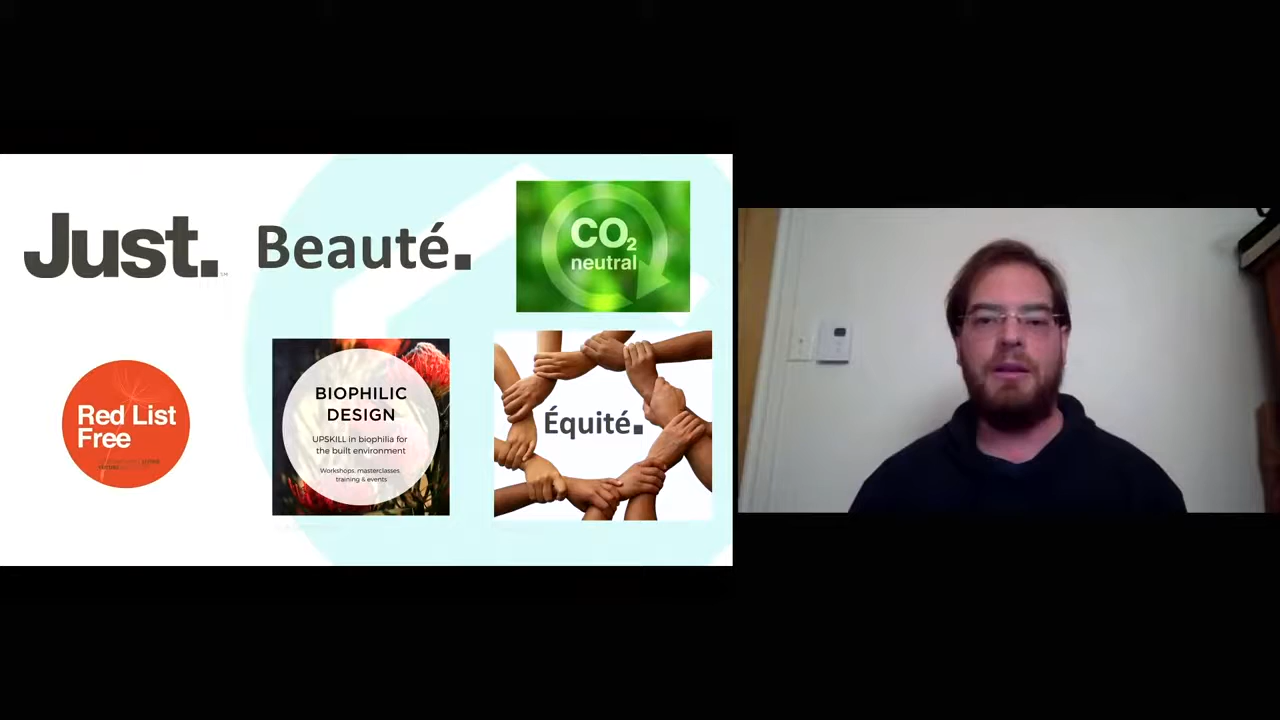 Just.
Beauté.
CO2
neutral
Red List
Free
BIOPHILIC
DESIGN
UPSKILL in biophilia for
the built environment
Workshops, masterclasses,
training & events
Équité.